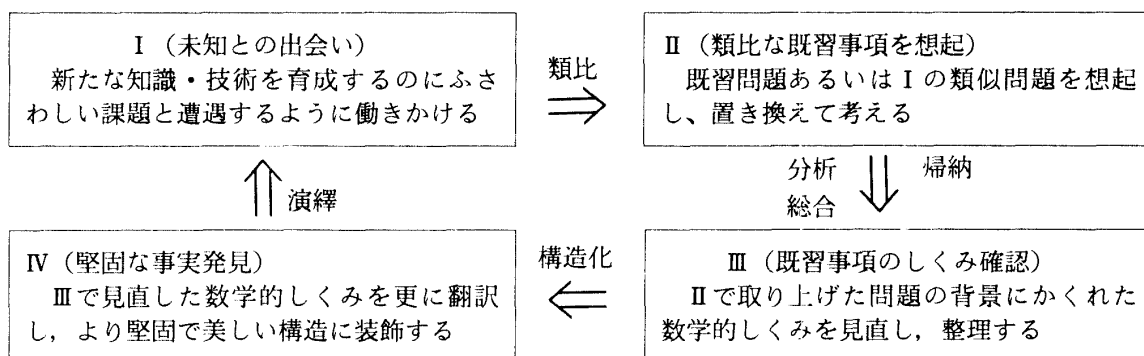 Ⅰ（未知との出会い）
新たな知識・技術を育成するのにふさ
わしい課題と遭遇するように働きかける
類比
Ⅱ（類比な既習事項を想起）
既習問題あるいはⅠの類似問題を想起
し、置き換えて考える
演繹
分析
総合
帰納
Ⅳ（堅固な事実発見）
Ⅲで見直した数学的しくみを更に翻訳
し，より堅固で美しい構造に装飾する
構造化
Ⅲ（既習事項のしくみ確認）
Ⅱで取り上げた問題の背景にかくれた
数学的しくみを見直し，整理する